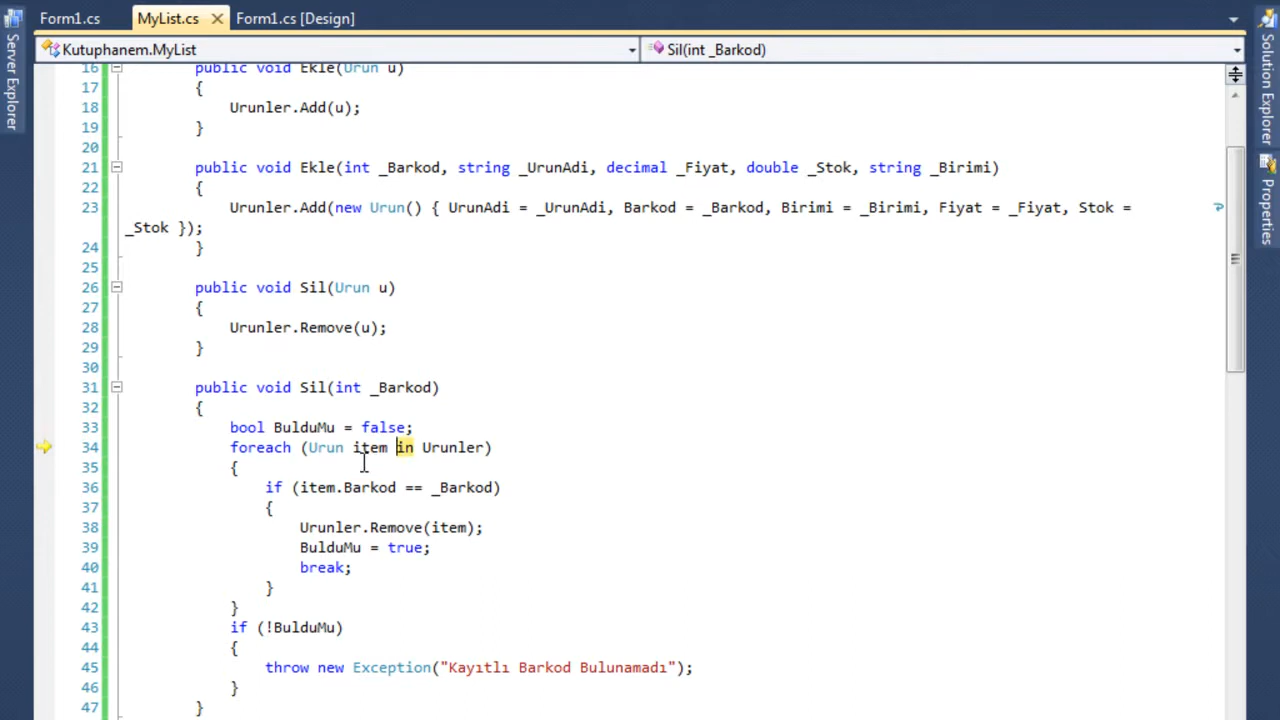 Form1.cs
MyList.cs
Form1.cs [Design]
Server Explorer
Kutuphanem.MyList
Sil(int _Barkod)
Solution Explorer
Properties
16 public void Ekle(Urun u)
17 {
18 Urunler.Add(u);
19 }
20
21 public void Ekle(int _Barkod, string _UrunAdi, decimal _Fiyat, double _Stok, string _Birimi)
22 {
23 Urunler.Add(new Urun() { UrunAdi = _UrunAdi, Barkod = _Barkod, Birimi = _Birimi, Fiyat = _Fiyat, Stok =
_Stok });
24 }
25
26 public void Sil(Urun u)
27 {
28 Urunler.Remove(u);
29 }
30
31 public void Sil(int _Barkod)
32 {
33 bool BulduMu = false;
34 foreach (Urun item in Urunler)
35 {
36 if (item.Barkod == _Barkod)
37 {
38 Urunler.Remove(item);
39 BulduMu = true;
40 break;
41 }
42 }
43 if (!BulduMu)
44 {
45 throw new Exception("Kayıtlı Barkod Bulunamadı");
46 }
47 }